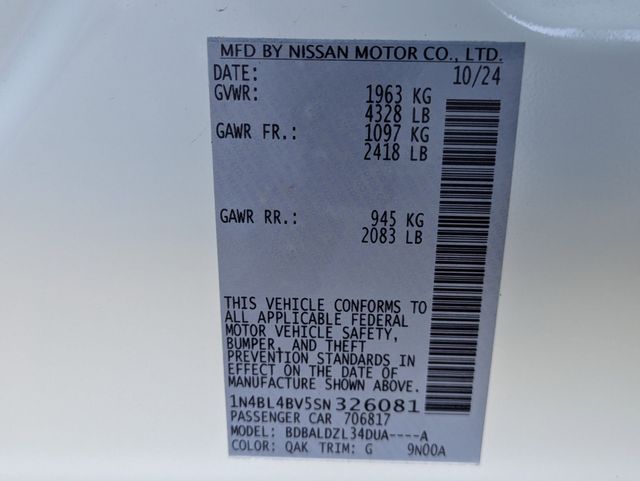 MFD BY NISSAN MOTOR CO., LTD.
DATE: 10/24
GVWR: 1963 KG
4328 LB
GAWR FR.: 1097 KG
2418 LB
GAWR RR.: 945 KG
2083 LB
THIS VEHICLE CONFORMS TO
ALL APPLICABLE FEDERAL
MOTOR VEHICLE SAFETY,
BUMPER, AND THEFT
PREVENTION STANDARDS IN
EFFECT ON THE DATE OF
MANUFACTURE SHOWN ABOVE.
1N4BL4BV5SN326081
PASSENGER CAR 706817
MODEL: BDBALDZL34DUA----A
COLOR: QAK TRIM: G 9N00A